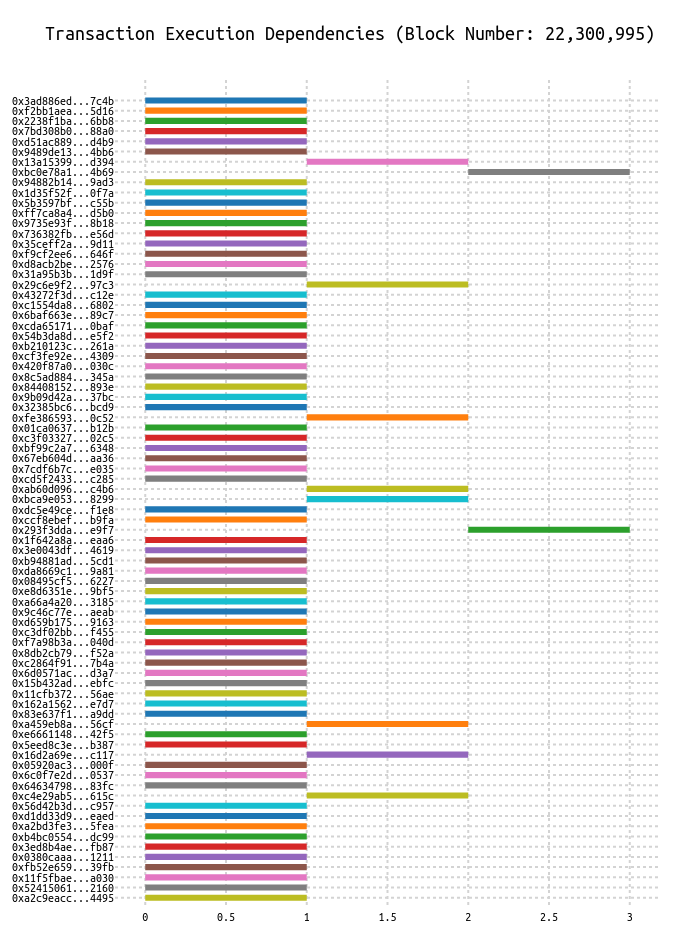 Transaction Execution Dependencies (Block Number: 22,300,995)
0x3ad886ed...7c4b
0xf2bb1aea...5d16
0x2238f1ba...6bb8
0x7bd308b0...88a0
0xd51ac889...d4b9
0x9489de13...4bb6
0x13a15399...d394
0xbc0e78a1...4b69
0x94882b14...9ad3
0x1d35f52f...0f7a
0x5b3597bf...c55b
0xff7ca8a4...d5b0
0x9735e93f...8b18
0x736382fb...e56d
0x35ceff2a...9d11
0xf9cf2ee6...646f
0xd8acb2be...2576
0x31a95b3b...1d9f
0x29c6e9f2...97c3
0x43272f3d...c12e
0xc1554da8...6802
0x6baf663e...89c7
0xcda65171...0baf
0x54b3da8d...e5f2
0xb210123c...261a
0xcf3fe92e...4309
0x420f87a0...030c
0x8c5ad884...345a
0x84408152...893e
0x9b09d42a...37bc
0x32385bc6...bcd9
0xfe386593...0c52
0x01ca0637...b12b
0xc3f03327...02c5
0xbf99c2a7...6348
0x67eb604d...aa36
0x7cdf6b7c...e035
0xcd5f2433...c285
0xab60d096...c4b6
0xbca9e053...8299
0xdc5e49ce...f1e8
0xccf8ebef...b9fa
0x293f3dda...e9f7
0x1f642a8a...eaa6
0x3e0043df...4619
0xb94881ad...5cd1
0xda8669c1...9a81
0x08495cf5...6227
0xe8d6351e...9bf5
0xa66a4a20...3185
0x9c46c77e...aeab
0xd659b175...9163
0xc3df02bb...f455
0xf7a98b3a...040d
0x8db2cb79...f52a
0xc2864f91...7b4a
0x6d0571ac...d3a7
0x15b432ad...ebfc
0x11cfb372...56ae
0x162a1562...e7d7
0x83e637f1...a9dd
0xa459eb8a...56cf
0xe6661148...42f5
0x5eed8c3e...b387
0x16d2a69e...c117
0x05920ac3...000f
0x6c0f7e2d...0537
0x64634798...83fc
0xc4e29ab5...615c
0x56d42b3d...c957
0xd1dd33d9...eaed
0xa2bd3fe3...5fea
0xb4bc0554...dc99
0x3ed8b4ae...fb87
0x0380caaa...1211
0xfb52e659...39fb
0x11f5fbae...a030
0x52415061...2160
0xa2c9eacc...4495
0 0.5 1 1.5 2 2.5 3